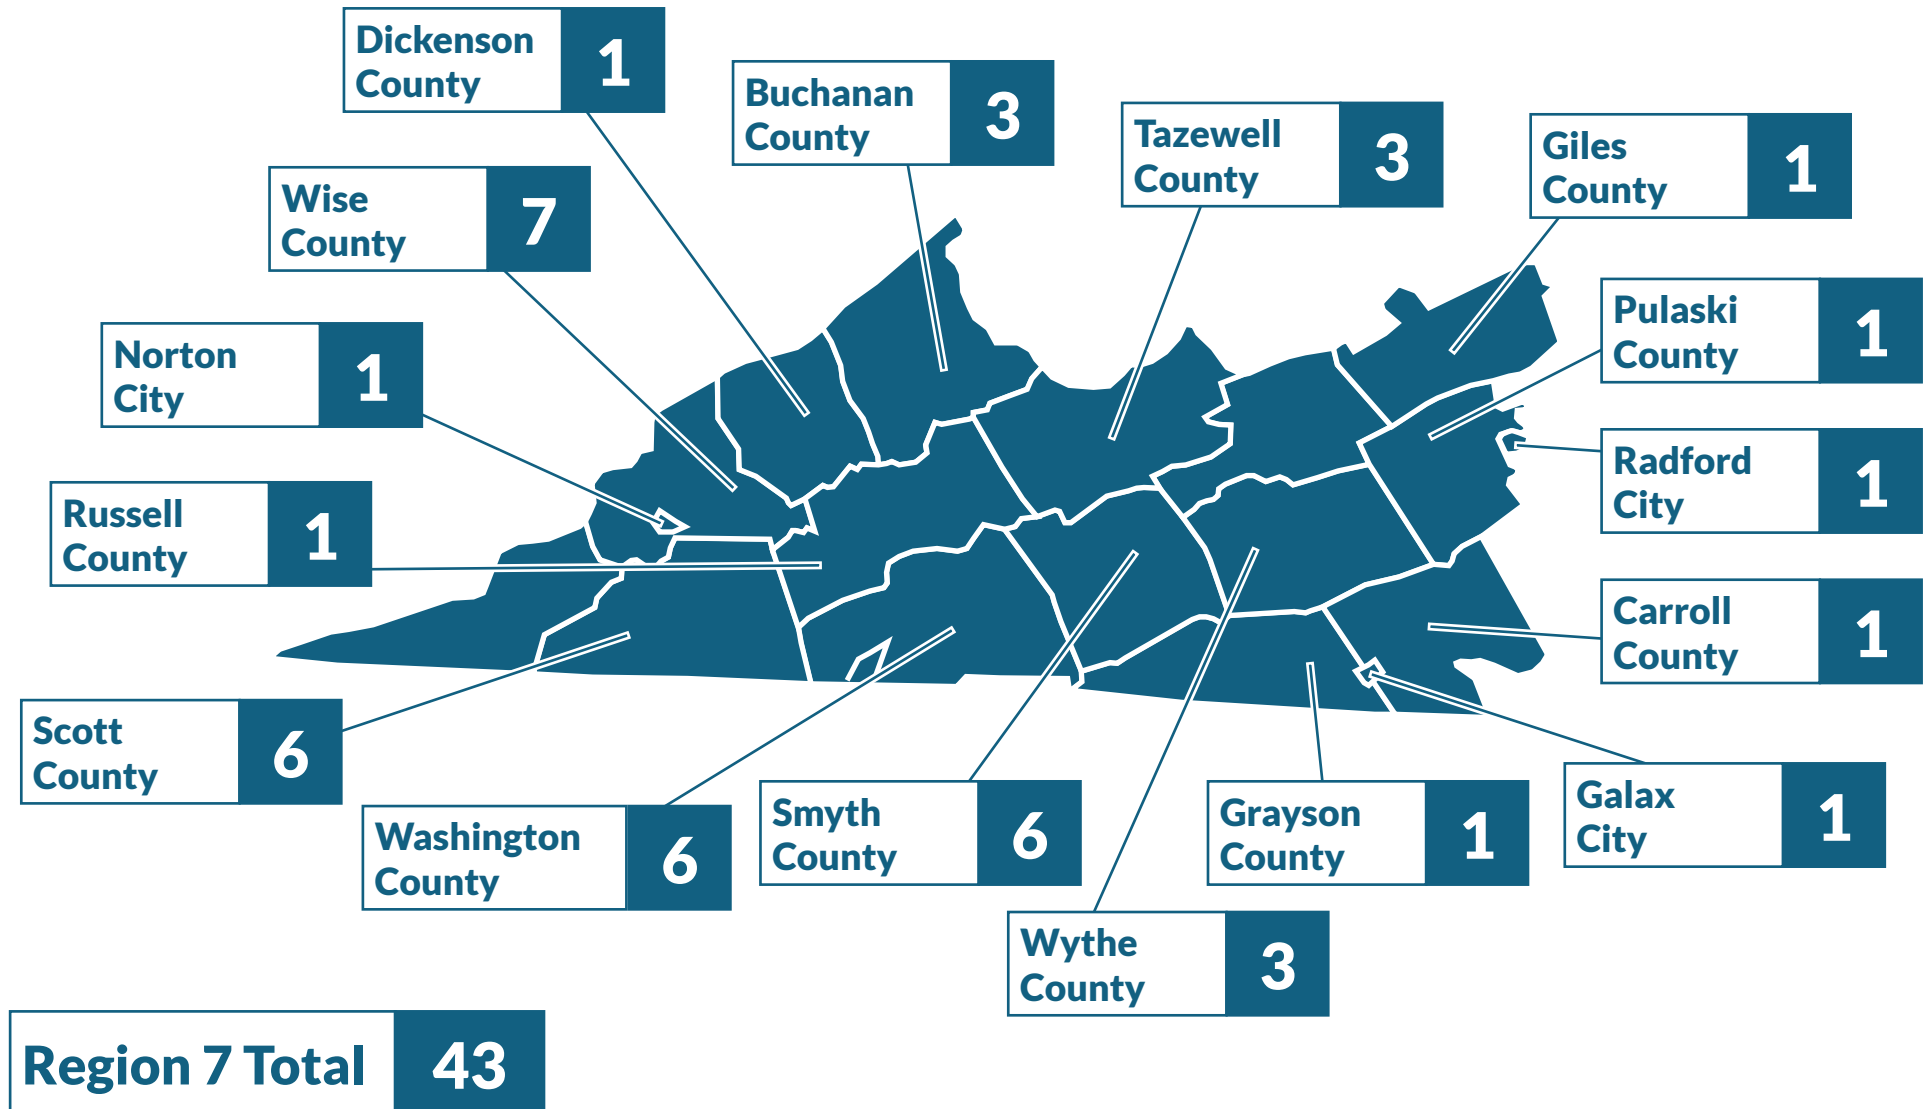 Dickenson
County
1
Buchanan
County
3
Tazewell
County
3
Giles
County
1
Wise
County
7
Pulaski
County
1
Norton
City
1
Radford
City
1
Russell
County
1
Carroll
County
1
Scott
County
6
Washington
County
6
Smyth
County
6
Grayson
County
1
Galax
City
1
Wythe
County
3
Region 7 Total 43